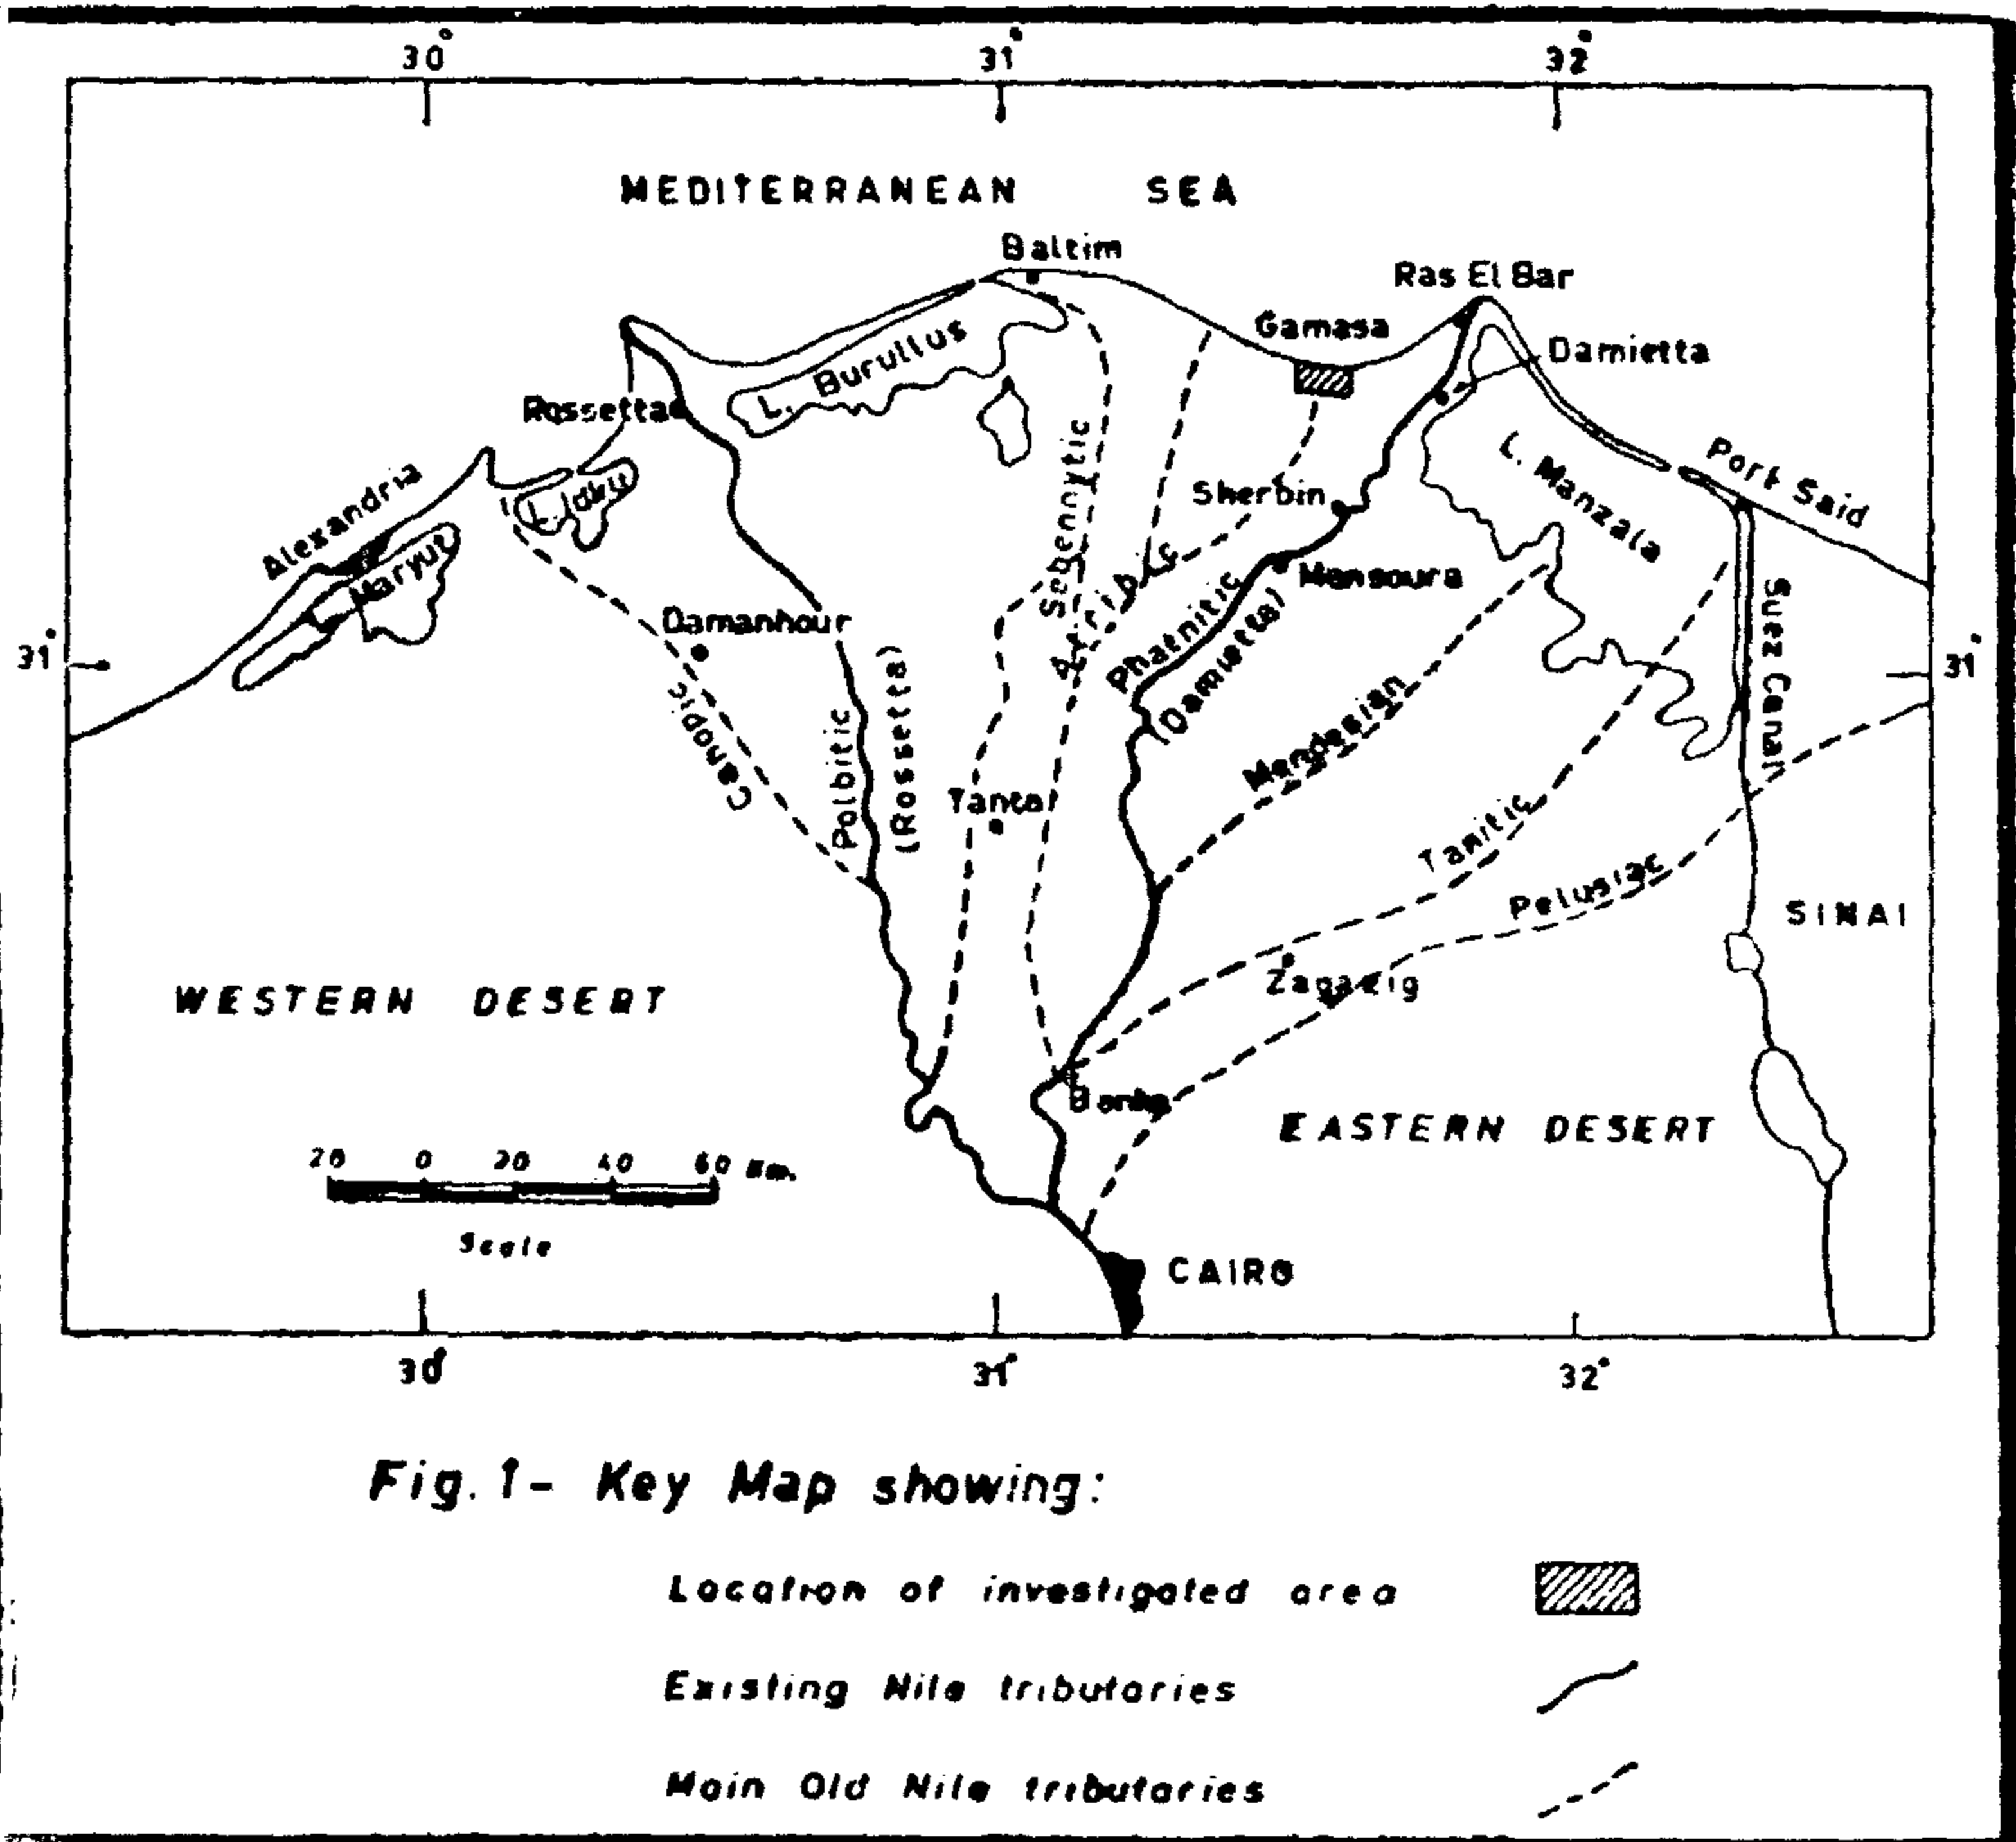 30°
31°
32°
MEDITERRANEAN SEA
Baltim
Ras El Bar
Gamasa
Damietta
L. Burullus
Rossetta
L. Manzala
Port Said
Alexandria
L. Idku
Sherbin
Sebennytic
Maryut
Atribic
Mansoura
Suez Canal
Damanhour
Phatnitic
(Damietta)
31°
31°
Canopic
Polbitic
(Rossetta)
Mendesian
Tanta
Tanitic
Pelusiac
SINAI
Zagazig
WESTERN DESERT
Banha
EASTERN DESERT
20 0 20 40 60 Km.
Scale
CAIRO
30°
31°
32°
Fig. 1- Key Map showing:
Location of investigated area
Existing Nile tributaries
Main Old Nile tributaries